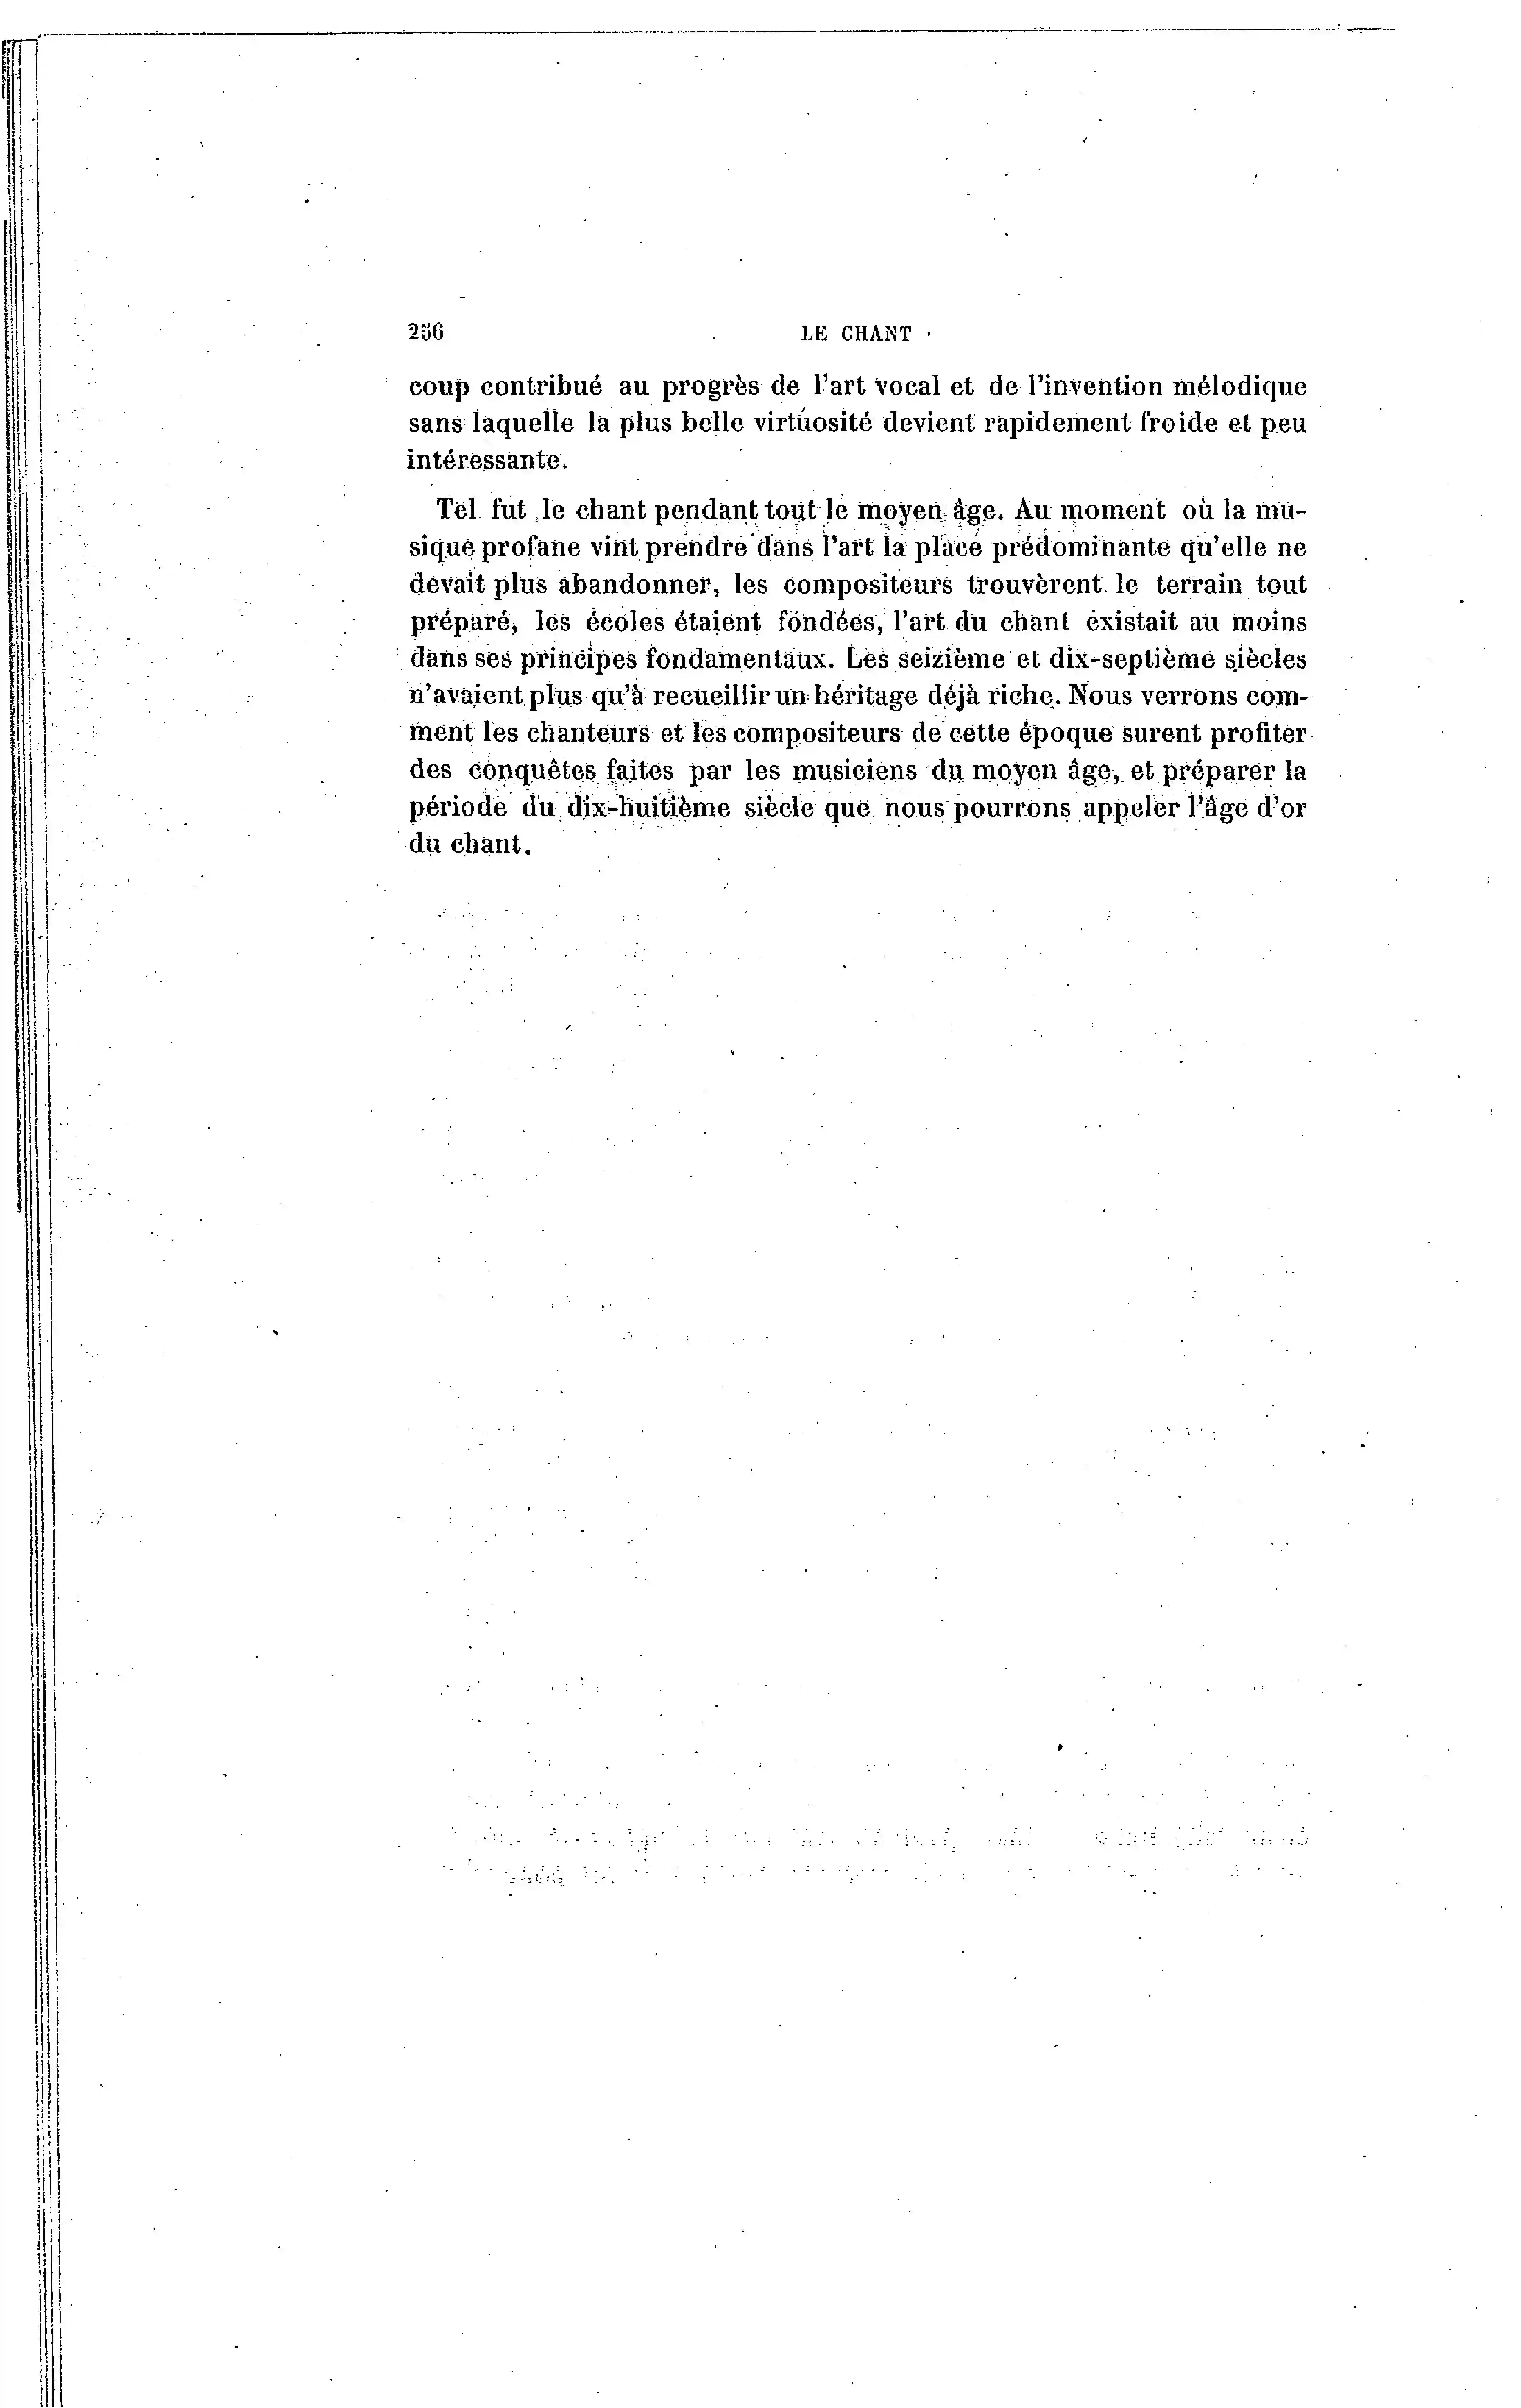 256
LE CHANT
coup contribué au progrès de l'art vocal et de l'invention mélodique
sans laquelle la plus belle virtuosité devient rapidement froide et peu
intéressante.
Tel fut le chant pendant tout le moyen âge. Au moment où la mu-
sique profane vint prendre dans l'art la place prédominante qu'elle ne
devait plus abandonner, les compositeurs trouvèrent le terrain tout
préparé, les écoles étaient fondées, l'art du chant existait au moins
dans ses principes fondamentaux. Les seizième et dix-septième siècles
n'avaient plus qu'à recueillir un héritage déjà riche. Nous verrons com-
ment les chanteurs et les compositeurs de cette époque surent profiter
des conquêtes faites par les musiciens du moyen âge, et préparer la
période du dix-huitième siècle que nous pourrons appeler l'âge d'or
du chant.